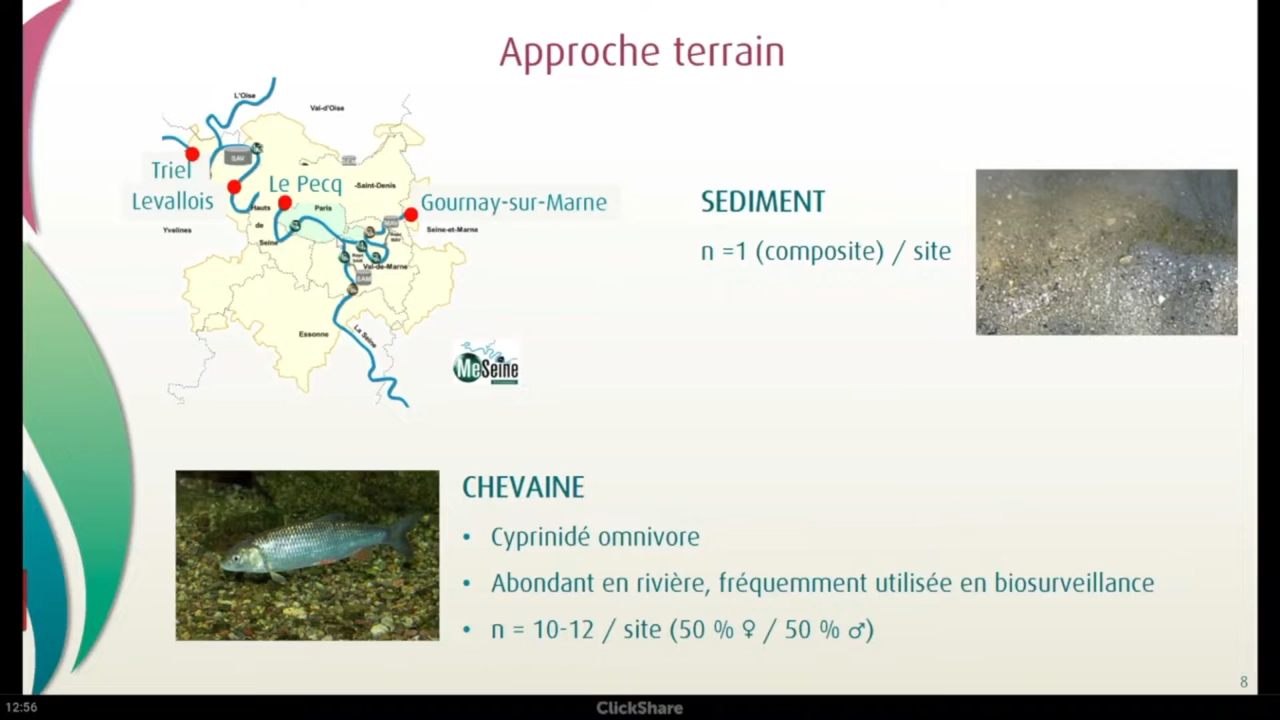 Approche terrain
L'Oise
Val-d'Oise
SAV
Triel
Levallois
Le Pecq
-Saint-Denis
Gournay-sur-Marne
Hauts
de
Seine
Paris
Yvelines
Seine-et-Marne
Val-de-Marne
Essonne
La Seine
MeSeine
SEDIMENT
n =1 (composite) / site
CHEVAINE
• Cyprinidé omnivore
• Abondant en rivière, fréquemment utilisée en biosurveillance
• n = 10-12 / site (50 % ♀ / 50 % ♂)
8
12:56
ClickShare